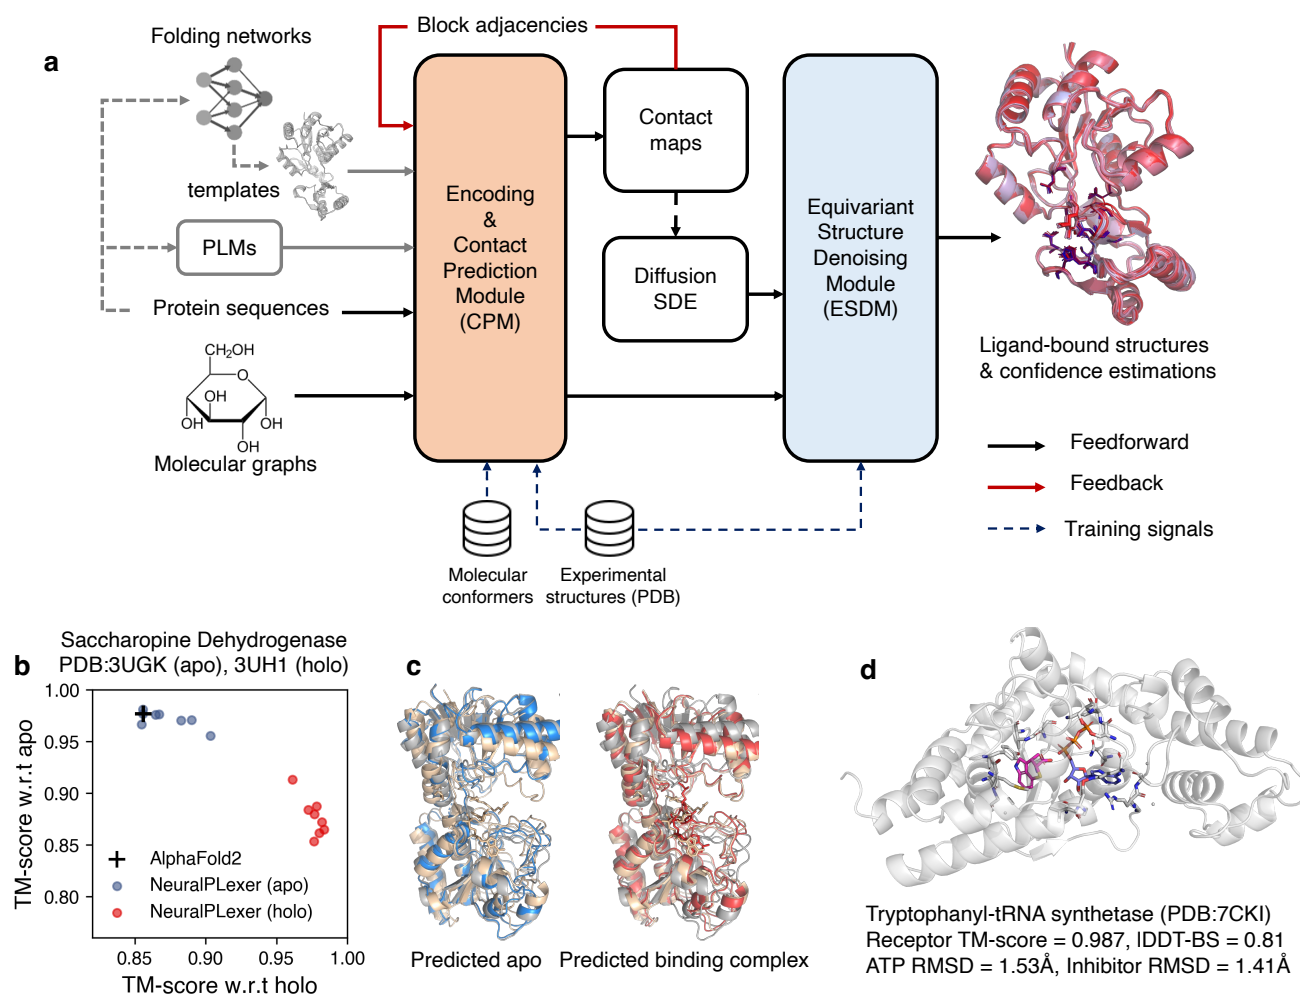 a
Folding networks
templates
PLMs
Protein sequences
CH2OH
O
OH
OH
OH
OH
Molecular graphs
Block adjacencies
Encoding
&
Contact
Prediction
Module
(CPM)
Contact
maps
Diffusion
SDE
Equivariant
Structure
Denoising
Module
(ESDM)
Ligand-bound structures
& confidence estimations
Feedforward
Feedback
Training signals
Molecular
conformers
Experimental
structures (PDB)
b
Saccharopine Dehydrogenase
PDB:3UGK (apo), 3UH1 (holo)
TM-score w.r.t apo
1.00
0.95
0.90
0.85
0.80
AlphaFold2
NeuralPLexer (apo)
NeuralPLexer (holo)
0.85
0.90
0.95
1.00
TM-score w.r.t holo
c
Predicted apo
Predicted binding complex
d
Tryptophanyl-tRNA synthetase (PDB:7CKI)
Receptor TM-score = 0.987, lDDT-BS = 0.81
ATP RMSD = 1.53Å, Inhibitor RMSD = 1.41Å